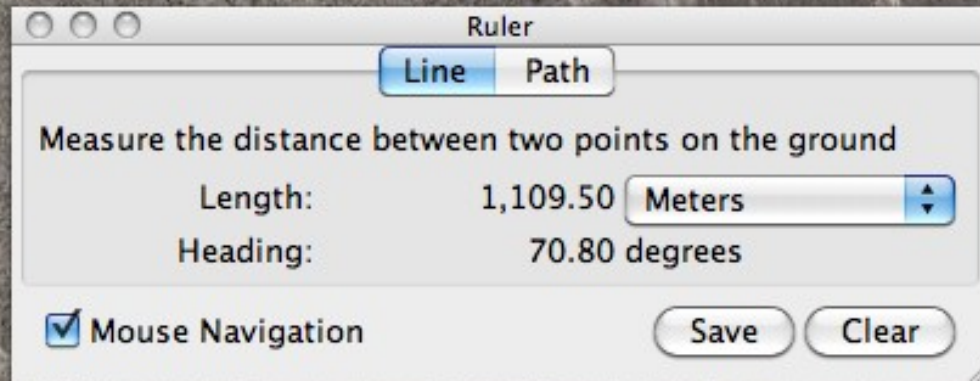 Ruler
Line Path
Measure the distance between two points on the ground
Length: 1,109.50 Meters
Heading: 70.80 degrees
Mouse Navigation Save Clear